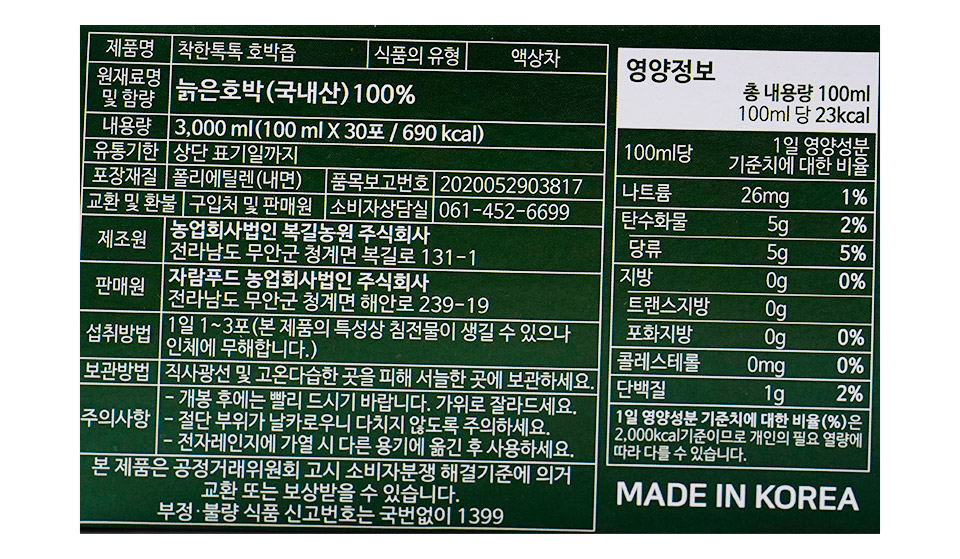 제품명 착한톡톡 호박즙 식품의 유형 액상차
원재료명 및 함량 늙은호박(국내산)100%
내용량 3,000 ml(100 ml X 30포 / 690 kcal)
유통기한 상단 표기일까지
포장재질 폴리에틸렌(내면) 품목보고번호 2020052903817
교환 및 환불 구입처 및 판매원 소비자상담실 061-452-6699
제조원 농업회사법인 복길농원 주식회사
전라남도 무안군 청계면 복길로 131-1
판매원 자람푸드 농업회사법인 주식회사
전라남도 무안군 청계면 해안로 239-19
섭취방법 1일 1~3포(본 제품의 특성상 침전물이 생길 수 있으나
인체에 무해합니다.)
보관방법 직사광선 및 고온다습한 곳을 피해 서늘한 곳에 보관하세요.
주의사항 - 개봉 후에는 빨리 드시기 바랍니다. 가위로 잘라드세요.
- 절단 부위가 날카로우니 다치지 않도록 주의하세요.
- 전자레인지에 가열 시 다른 용기에 옮긴 후 사용하세요.
본 제품은 공정거래위원회 고시 소비자분쟁 해결기준에 의거
교환 또는 보상받을 수 있습니다.
부정·불량 식품 신고번호는 국번없이 1399
영양정보
총 내용량 100ml
100ml 당 23kcal
100ml당 1일 영양성분
기준치에 대한 비율
나트륨 26mg 1%
탄수화물 5g 2%
당류 5g 5%
지방 0g 0%
트랜스지방 0g
포화지방 0g 0%
콜레스테롤 0mg 0%
단백질 1g 2%
1일 영양성분 기준치에 대한 비율(%)은
2,000kcal기준이므로 개인의 필요 열량에
따라 다를 수 있습니다.
MADE IN KOREA